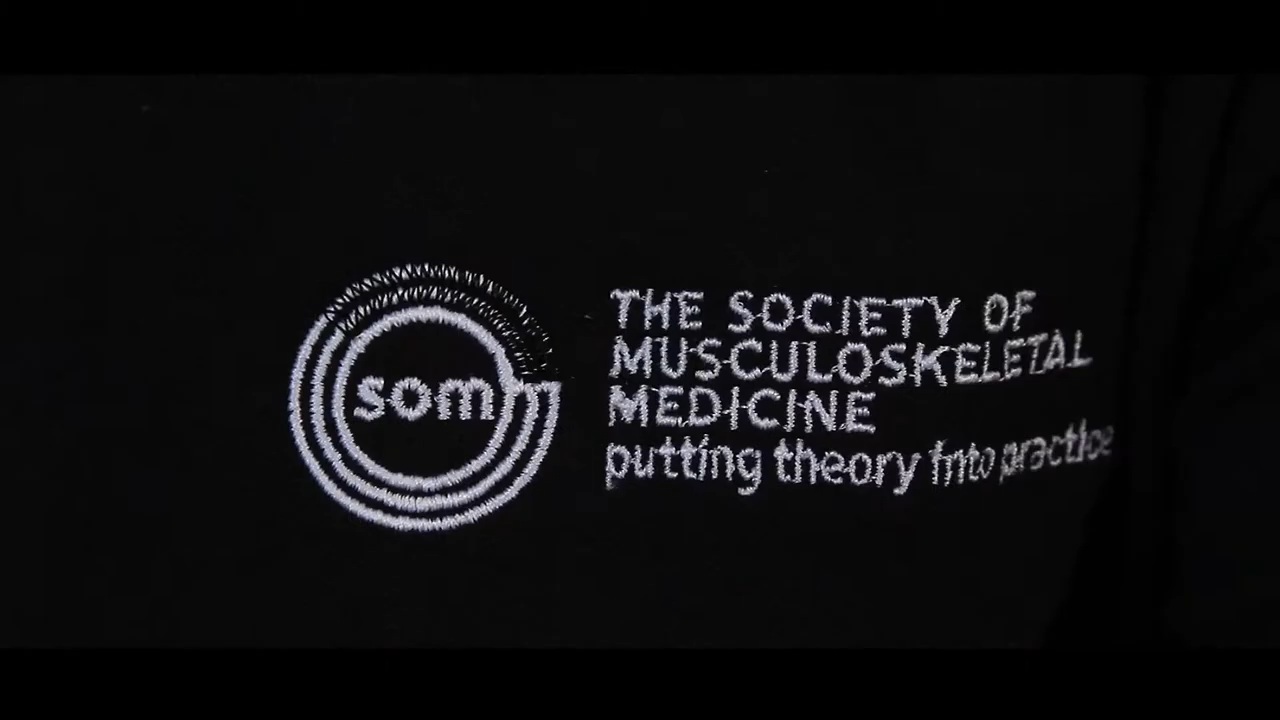 som
THE SOCIETY OF
MUSCULOSKELETAL
MEDICINE
putting theory into practice